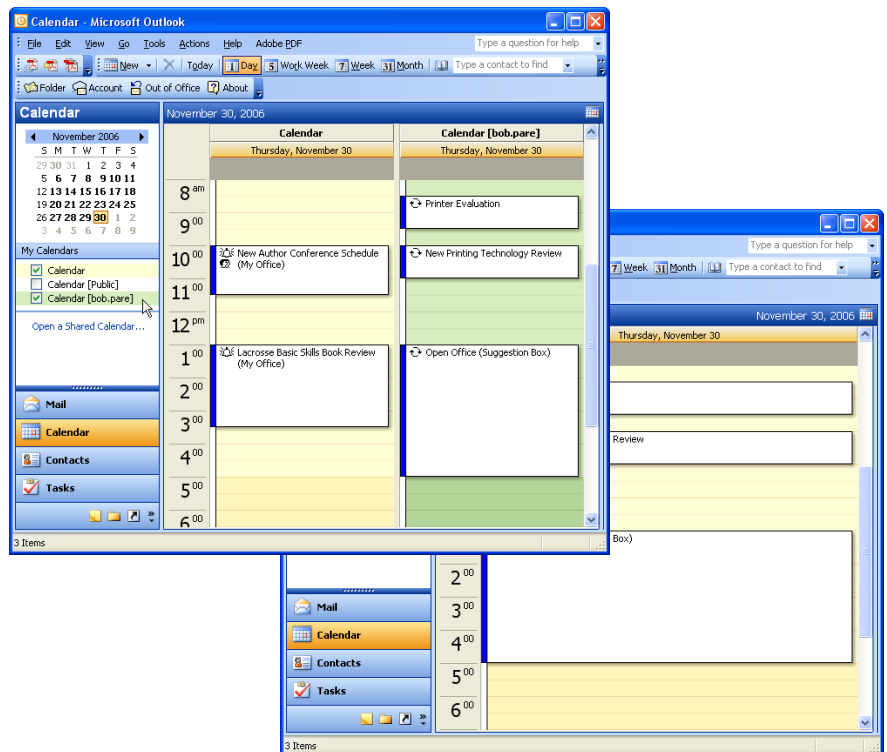 Calendar - Microsoft Outlook
File Edit View Go Tools Actions Help Adobe PDF Type a question for help
New Today 1 Day 5 Work Week 7 Week 31 Month Type a contact to find
Folder Account Out of Office About
Calendar
November 30, 2006
November 2006
S M T W T F S
29 30 31 1 2 3 4
5 6 7 8 9 10 11
12 13 14 15 16 17 18
19 20 21 22 23 24 25
26 27 28 29 30 1 2
3 4 5 6 7 8 9
My Calendars
Calendar
Calendar [Public]
Calendar [bob.pare]
Open a Shared Calendar...
Mail
Calendar
Contacts
Tasks
3 Items
Calendar Calendar [bob.pare]
Thursday, November 30 Thursday, November 30
8 am
Printer Evaluation
9 00
10 00
New Author Conference Schedule
(My Office)
New Printing Technology Review
11 00
12 pm
1 00
Lacrosse Basic Skills Book Review
(My Office)
Open Office (Suggestion Box)
2 00
3 00
4 00
5 00
6 00
Type a question for help
7 Week 31 Month Type a contact to find
November 30, 2006
Thursday, November 30
Review
Box)
2 00
3 00
4 00
5 00
6 00
Mail
Calendar
Contacts
Tasks
3 Items